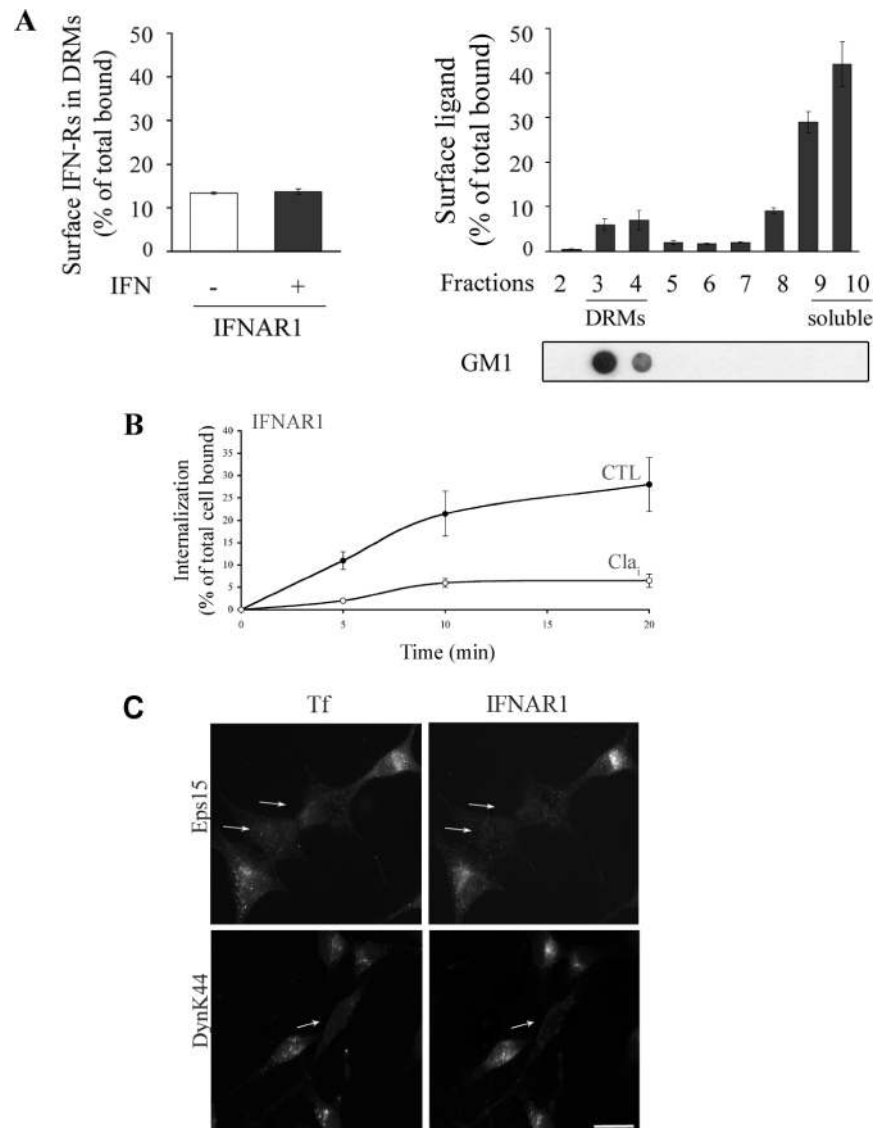 A
Surface IFN-Rs in DRMs
(% of total bound)
50
40
30
20
10
0
IFN
- +
IFNAR1
Surface ligand
(% of total bound)
50
40
30
20
10
0
Fractions 2 3 4 5 6 7 8 9 10
DRMs soluble
GM1
B
IFNAR1
Internalization
(% of total cell bound)
40
35
30
25
20
15
10
5
0
CTL
Cla i
0 5 10 15 20
Time (min)
C
Tf IFNAR1
Eps15
DynK44